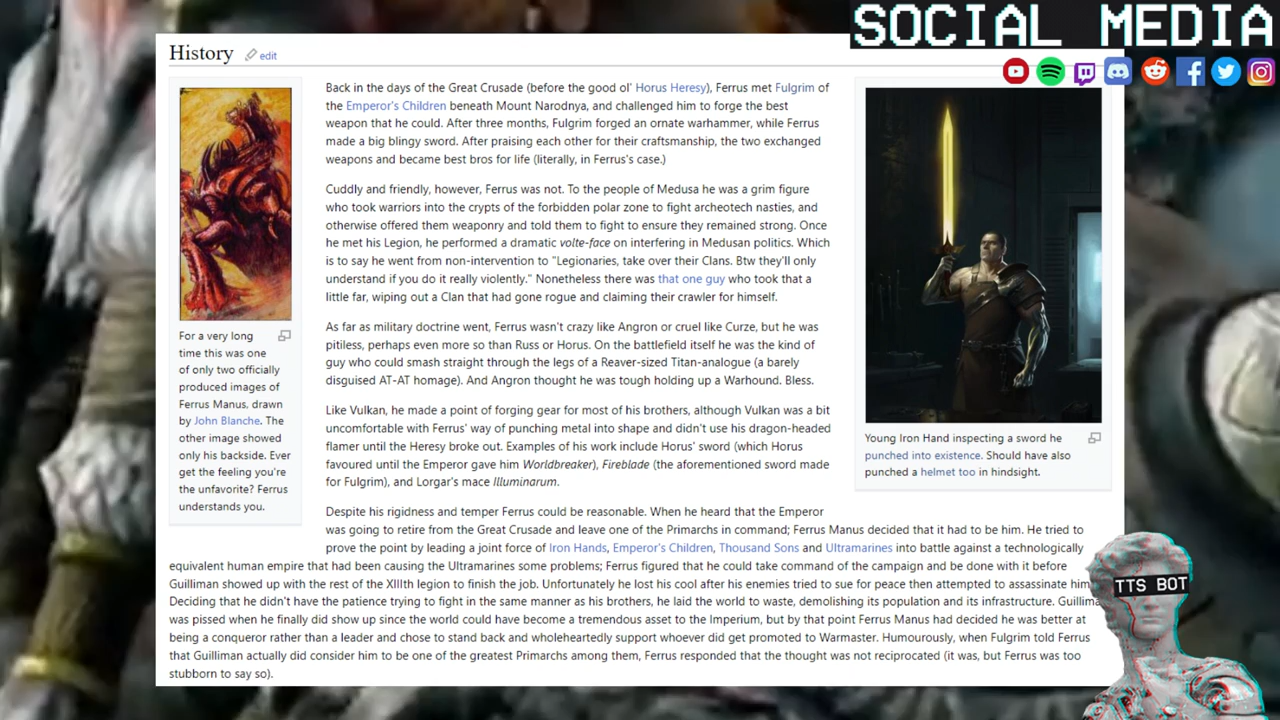 SOCIAL MEDIA
History
edit
For a very long
time this was one
of only two officially
produced images of
Ferrus Manus, drawn
by John Blanche. The
other image showed
only his backside. Ever
get the feeling you're
the unfavorite? Ferrus
understands you.
Back in the days of the Great Crusade (before the good ol' Horus Heresy), Ferrus met Fulgrim of
the Emperor's Children beneath Mount Narodnya, and challenged him to forge the best
weapon that he could. After three months, Fulgrim forged an ornate warhammer, while Ferrus
made a big blingy sword. After praising each other for their craftsmanship, the two exchanged
weapons and became best bros for life (literally, in Ferrus's case.)
Cuddly and friendly, however, Ferrus was not. To the people of Medusa he was a grim figure
who took warriors into the crypts of the forbidden polar zone to fight archeotech nasties, and
otherwise offered them weaponry and told them to fight to ensure they remained strong. Once
he met his Legion, he performed a dramatic volte-face on interfering in Medusan politics. Which
is to say he went from non-intervention to "Legionaries, take over their Clans. Btw they'll only
understand if you do it really violently." Nonetheless there was that one guy who took that a
little far, wiping out a Clan that had gone rogue and claiming their crawler for himself.
As far as military doctrine went, Ferrus wasn't crazy like Angron or cruel like Curze, but he was
pitiless, perhaps even more so than Russ or Horus. On the battlefield itself he was the kind of
guy who could smash straight through the legs of a Reaver-sized Titan-analogue (a barely
disguised AT-AT homage). And Angron thought he was tough holding up a Warhound. Bless.
Like Vulkan, he made a point of forging gear for most of his brothers, although Vulkan was a bit
uncomfortable with Ferrus' way of punching metal into shape and didn't use his dragon-headed
flamer until the Heresy broke out. Examples of his work include Horus' sword (which Horus
favoured until the Emperor gave him Worldbreaker), Fireblade (the aforementioned sword made
for Fulgrim), and Lorgar's mace Illuminarum.
Young Iron Hand inspecting a sword he
punched into existence. Should have also
punched a helmet too in hindsight.
Despite his rigidness and temper Ferrus could be reasonable. When he heard that the Emperor
was going to retire from the Great Crusade and leave one of the Primarchs in command; Ferrus Manus decided that it had to be him. He tried to
prove the point by leading a joint force of Iron Hands, Emperor's Children, Thousand Sons and Ultramarines into battle against a technologically
equivalent human empire that had been causing the Ultramarines some problems; Ferrus figured that he could take command of the campaign and be done with it before
Guilliman showed up with the rest of the XIIIth legion to finish the job. Unfortunately he lost his cool after his enemies tried to sue for peace then attempted to assassinate him
Deciding that he didn't have the patience trying to fight in the same manner as his brothers, he laid the world to waste, demolishing its population and its infrastructure. Guillima
was pissed when he finally did show up since the world could have become a tremendous asset to the Imperium, but by that point Ferrus Manus had decided he was better at
being a conqueror rather than a leader and chose to stand back and wholeheartedly support whoever did get promoted to Warmaster. Humourously, when Fulgrim told Ferrus
that Guilliman actually did consider him to be one of the greatest Primarchs among them, Ferrus responded that the thought was not reciprocated (it was, but Ferrus was too
stubborn to say so).
TTS BOT